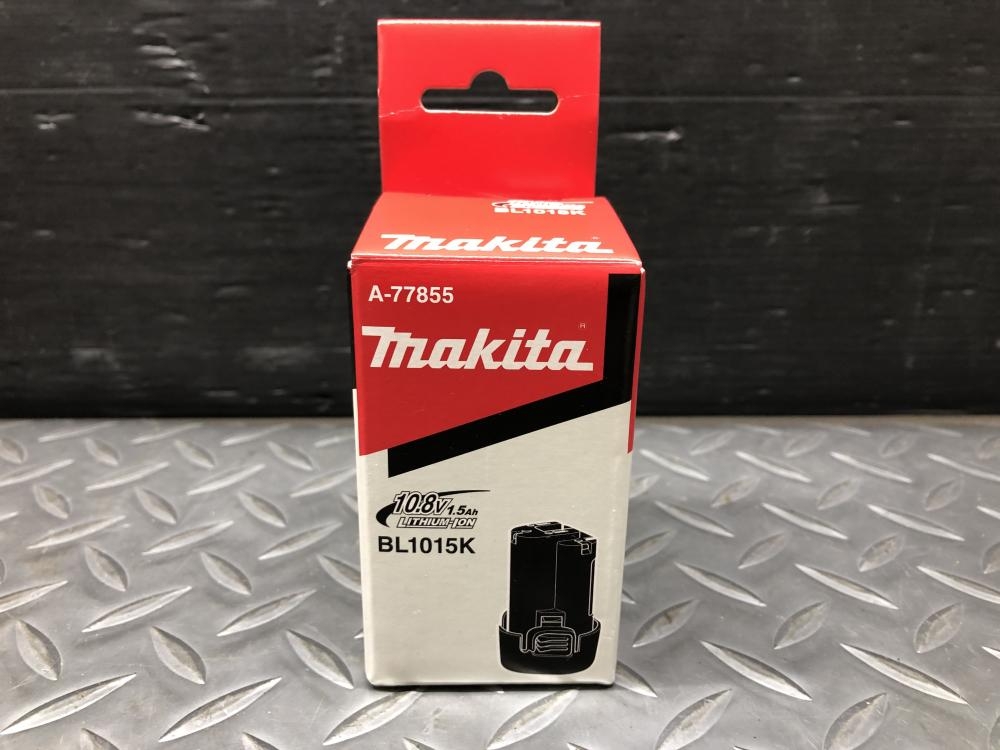 BL1015K
makita
A-77855
makita ®
10.8V 1.5Ah
LITHIUM-ION
BL1015K